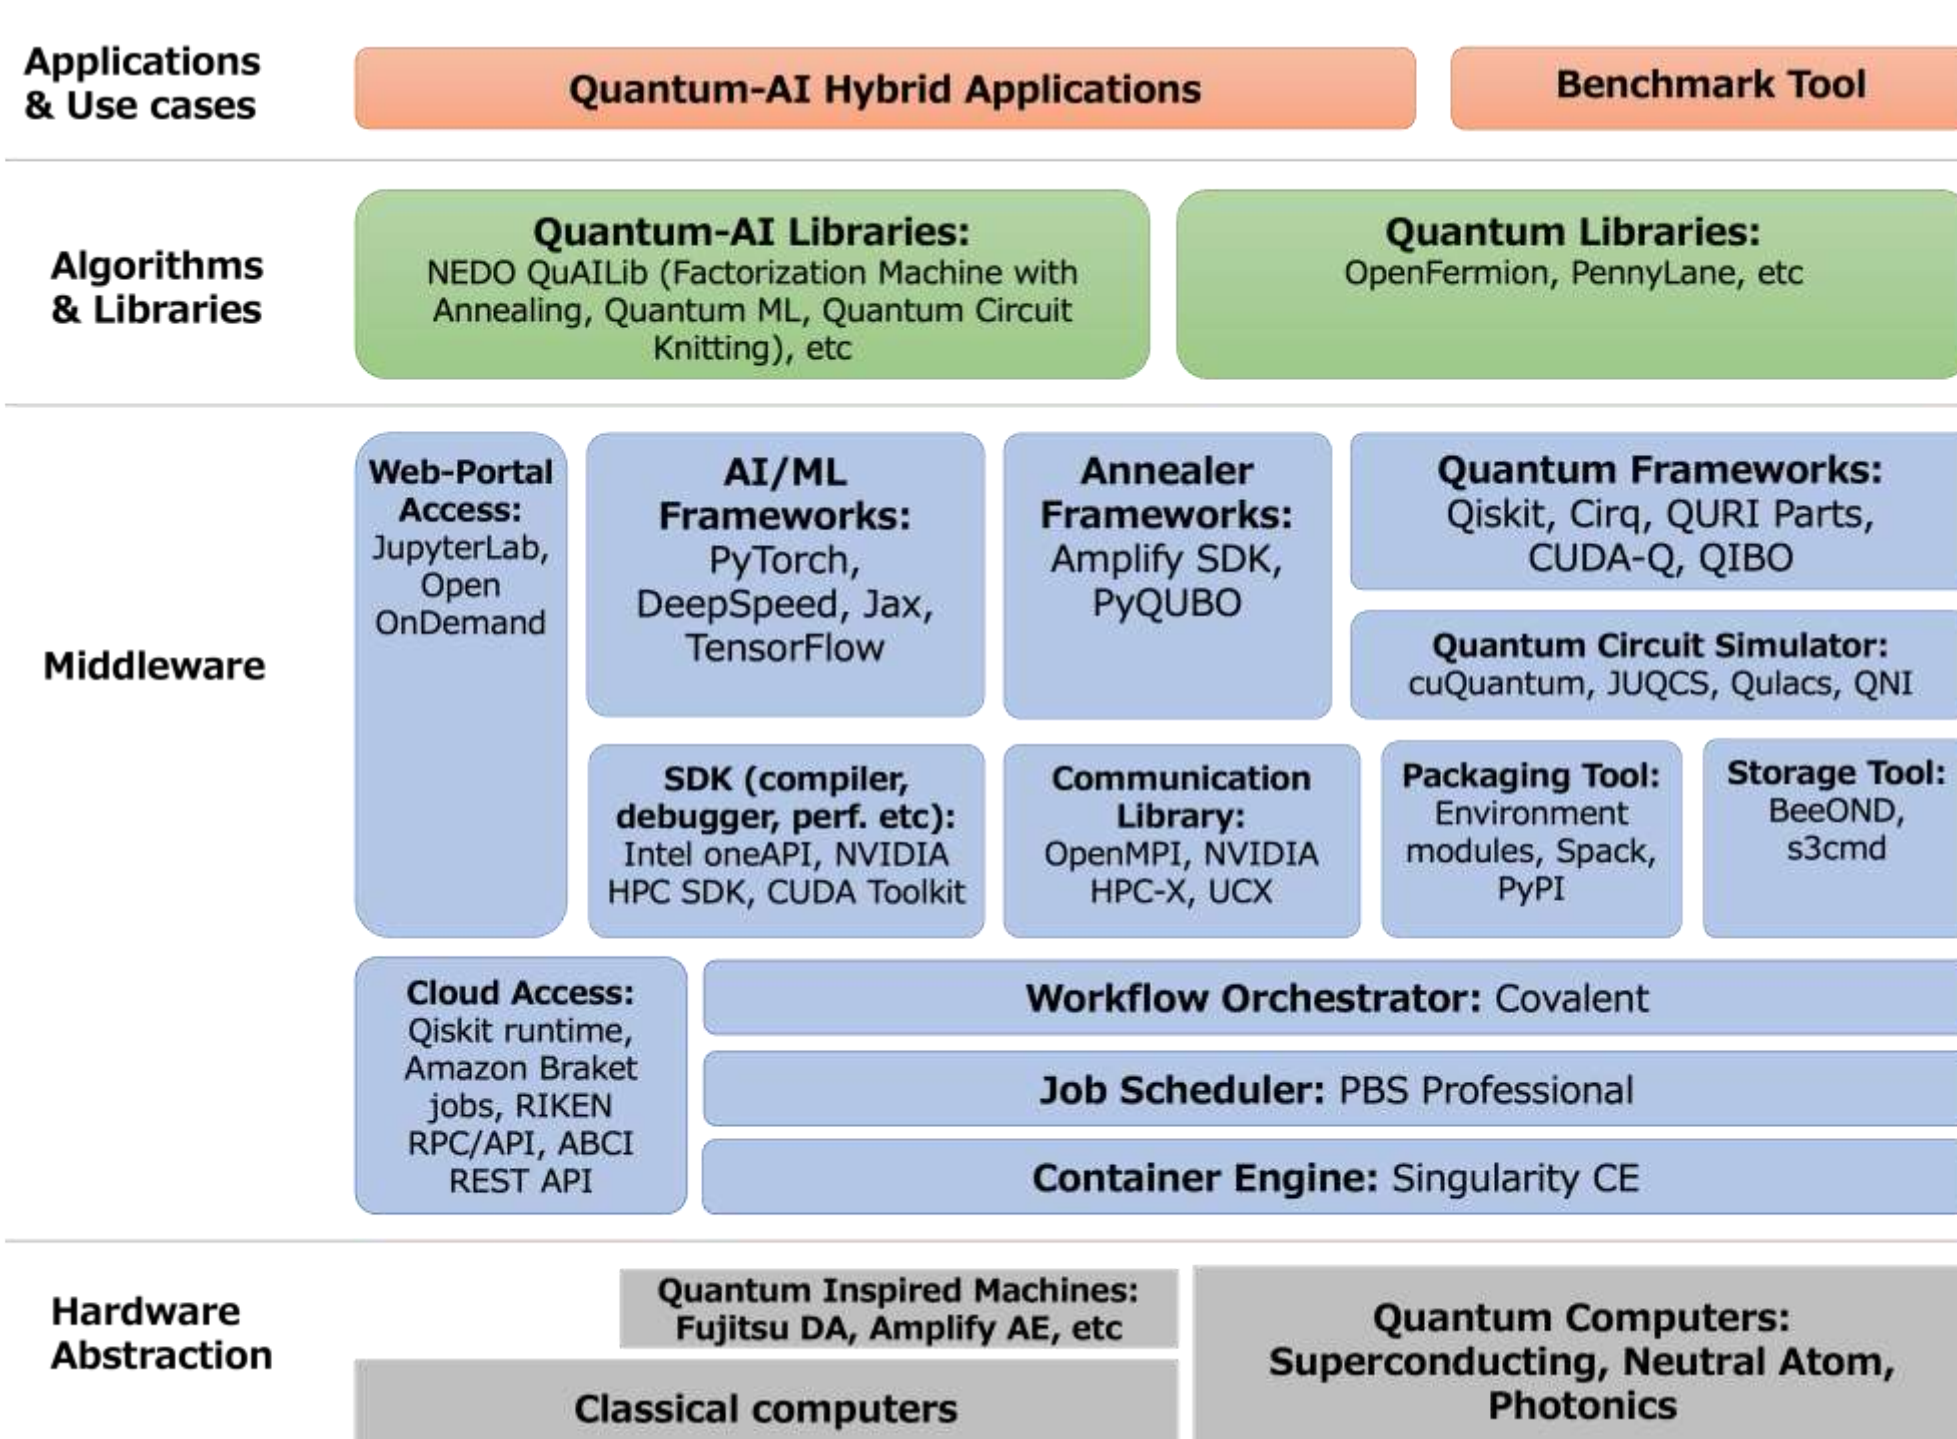 Applications
& Use cases
Quantum-AI Hybrid Applications
Benchmark Tool
Algorithms
& Libraries
Quantum-AI Libraries:
NEDO QuAILib (Factorization Machine with
Annealing, Quantum ML, Quantum Circuit
Knitting), etc
Quantum Libraries:
OpenFermion, PennyLane, etc
Middleware
Web-Portal
Access:
JupyterLab,
Open
OnDemand
AI/ML
Frameworks:
PyTorch,
DeepSpeed, Jax,
TensorFlow
Annealer
Frameworks:
Amplify SDK,
PyQUBO
Quantum Frameworks:
Qiskit, Cirq, QURI Parts,
CUDA-Q, QIBO
Quantum Circuit Simulator:
cuQuantum, JUQCS, Qulacs, QNI
SDK (compiler,
debugger, perf. etc):
Intel oneAPI, NVIDIA
HPC SDK, CUDA Toolkit
Communication
Library:
OpenMPI, NVIDIA
HPC-X, UCX
Packaging Tool:
Environment
modules, Spack,
PyPI
Storage Tool:
BeeOND,
s3cmd
Cloud Access:
Qiskit runtime,
Amazon Braket
jobs, RIKEN
RPC/API, ABCI
REST API
Workflow Orchestrator: Covalent
Job Scheduler: PBS Professional
Container Engine: Singularity CE
Hardware
Abstraction
Quantum Inspired Machines:
Fujitsu DA, Amplify AE, etc
Classical computers
Quantum Computers:
Superconducting, Neutral Atom,
Photonics